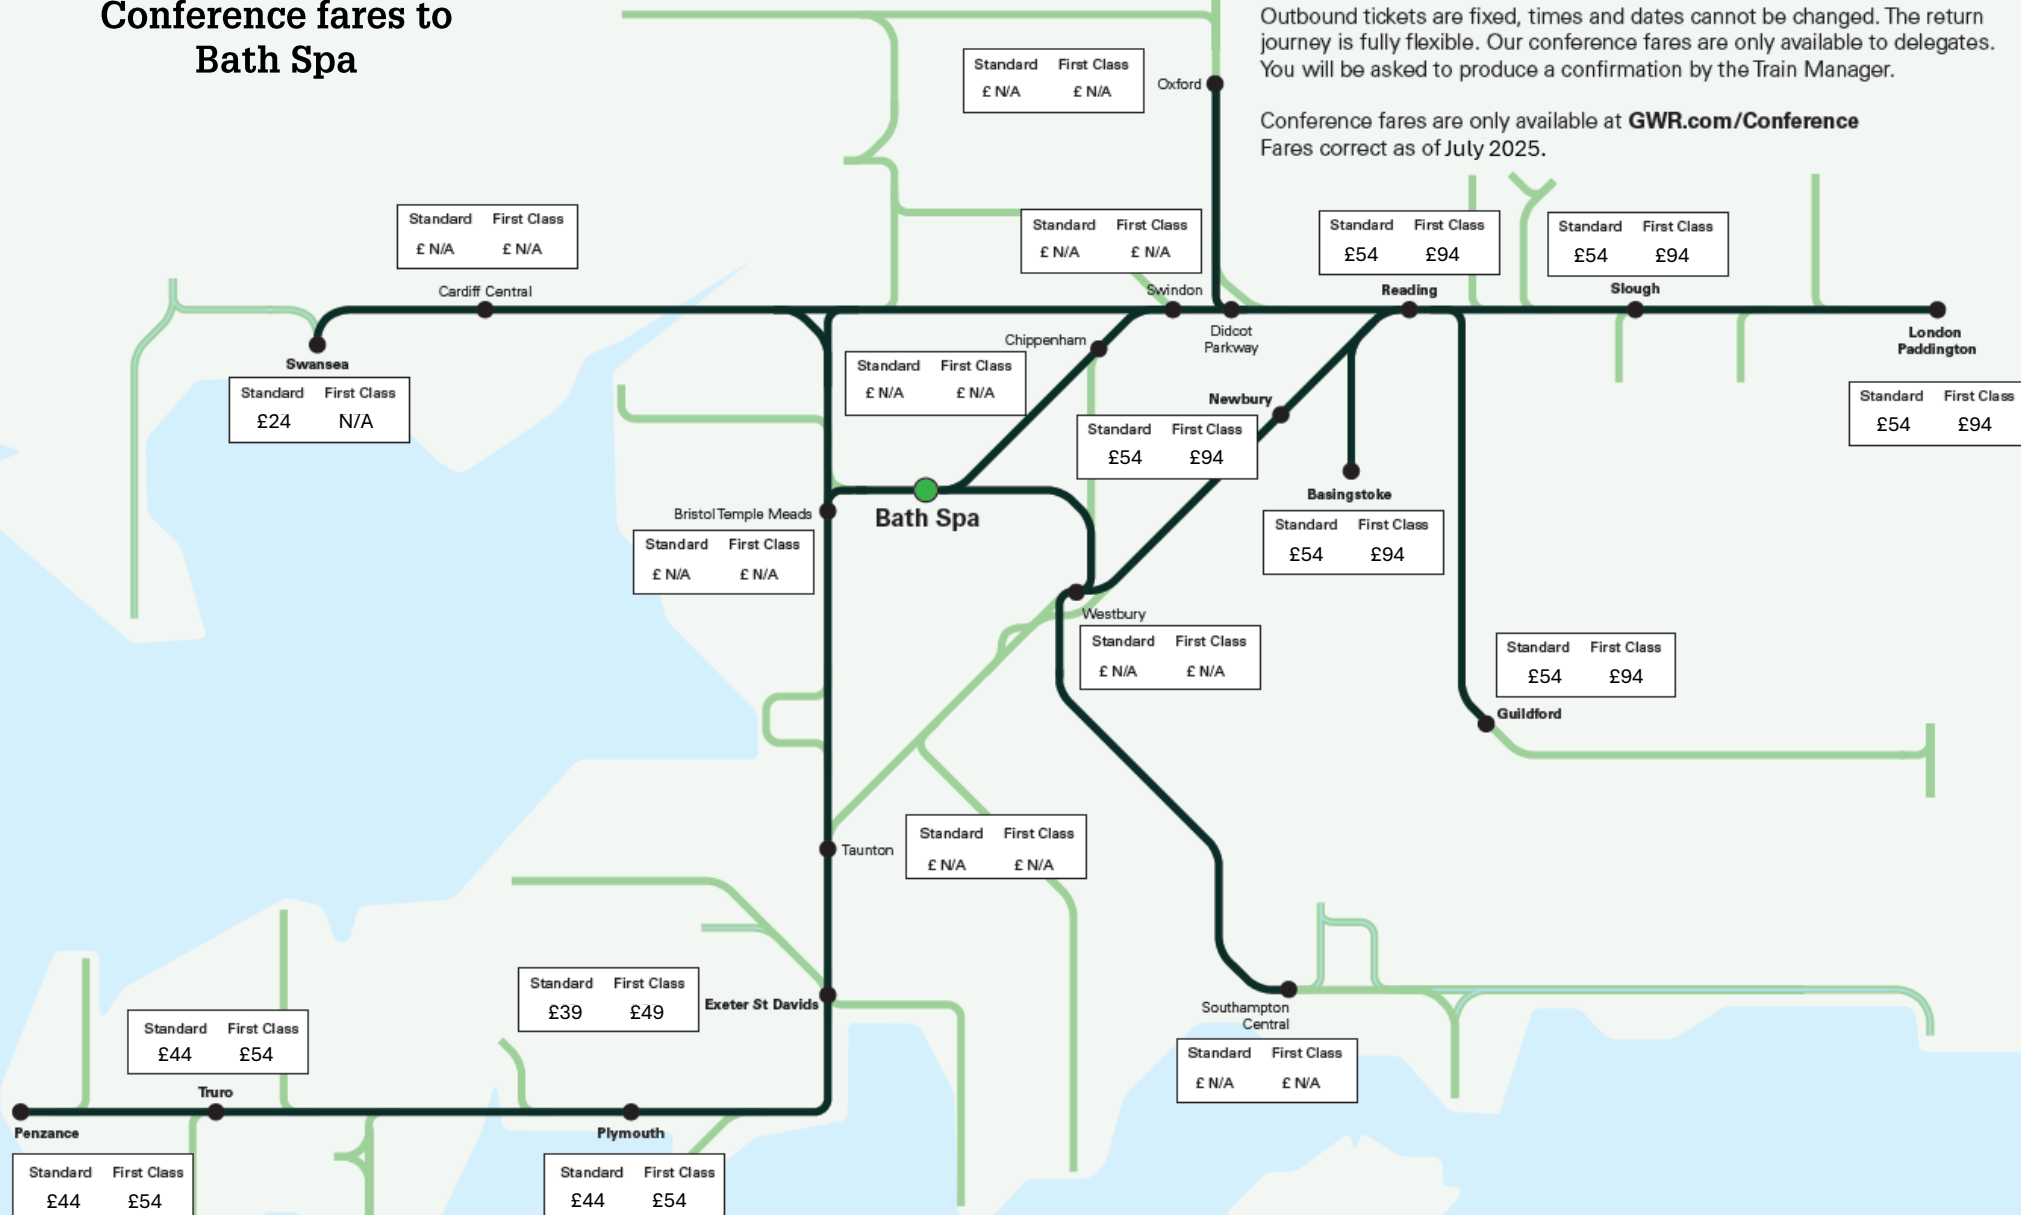 Conference fares to
Bath Spa
Outbound tickets are fixed, times and dates cannot be changed. The return
journey is fully flexible. Our conference fares are only available to delegates.
You will be asked to produce a confirmation by the Train Manager.
Conference fares are only available at GWR.com/Conference
Fares correct as of July 2025.
Standard First Class
£ N/A £ N/A
Oxford
Standard First Class
£ N/A £ N/A
Cardiff Central
Standard First Class
£ N/A £ N/A
Swindon
Standard First Class
£54 £94
Reading
Standard First Class
£54 £94
Slough
Didcot
Parkway
London
Paddington
Standard First Class
£54 £94
Swansea
Standard First Class
£24 N/A
Chippenham
Standard First Class
£ N/A £ N/A
Newbury
Standard First Class
£54 £94
Basingstoke
Standard First Class
£54 £94
Bath Spa
Bristol Temple Meads
Standard First Class
£ N/A £ N/A
Westbury
Standard First Class
£ N/A £ N/A
Standard First Class
£54 £94
Guildford
Taunton
Standard First Class
£ N/A £ N/A
Standard First Class
£39 £49
Exeter St Davids
Southampton
Central
Standard First Class
£ N/A £ N/A
Standard First Class
£44 £54
Truro
Penzance
Standard First Class
£44 £54
Plymouth
Standard First Class
£44 £54